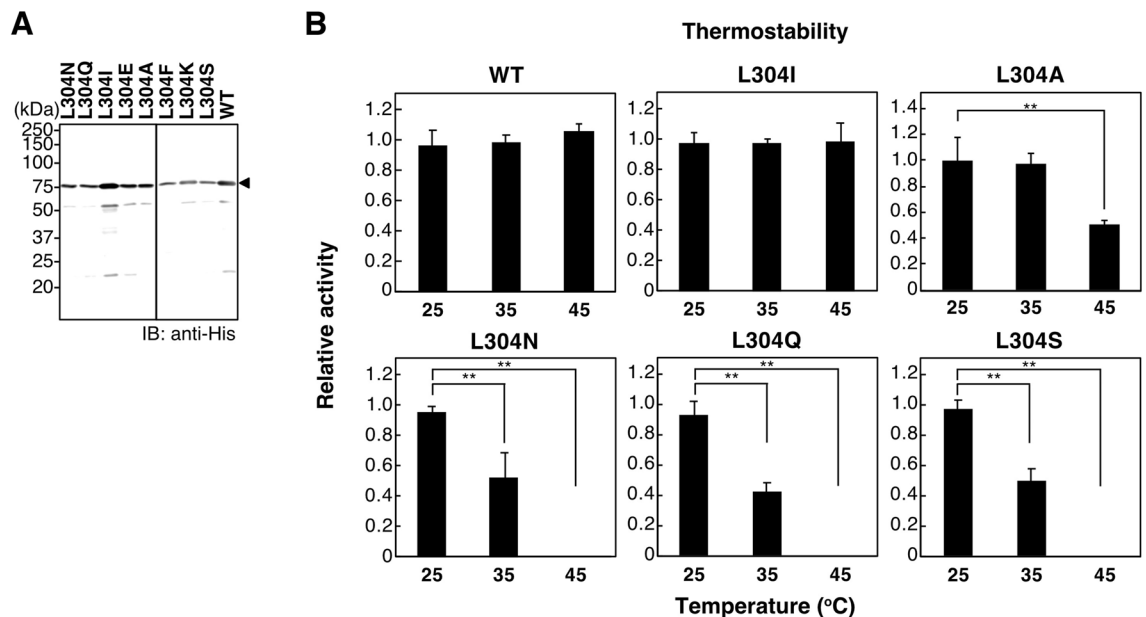 A
L304N L304Q L304I L304E L304A L304F L304K L304S WT
(kDa)
250
150
100
75
50
37
25
20
IB: anti-His
B
Thermostability
Relative activity
WT
1.2
1.0
0.8
0.6
0.4
0.2
0
25 35 45
L304I
1.2
1.0
0.8
0.6
0.4
0.2
0
25 35 45
L304A
**
1.4
1.2
1.0
0.8
0.6
0.4
0.2
0
25 35 45
L304N
**
**
1.2
1.0
0.8
0.6
0.4
0.2
0
25 35 45
L304Q
**
**
1.2
1.0
0.8
0.6
0.4
0.2
0
25 35 45
L304S
**
**
1.2
1.0
0.8
0.6
0.4
0.2
0
25 35 45
Temperature (°C)